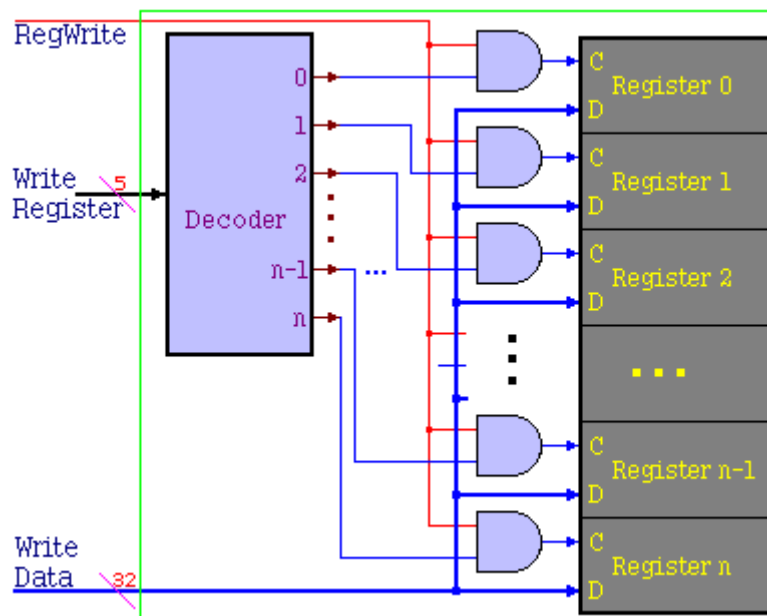 RegWrite
Write
Register
5
Decoder
0
1
2
n-1
...
n
C
Register 0
D
C
Register 1
D
C
Register 2
D
...
C
Register n-1
D
C
Register n
D
Write
Data
32